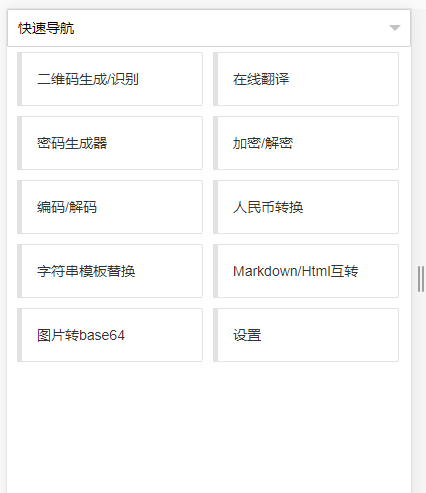 快速导航
二维码生成/识别
在线翻译
密码生成器
加密/解密
编码/解码
人民币转换
字符串模板替换
Markdown/Html互转
图片转base64
设置